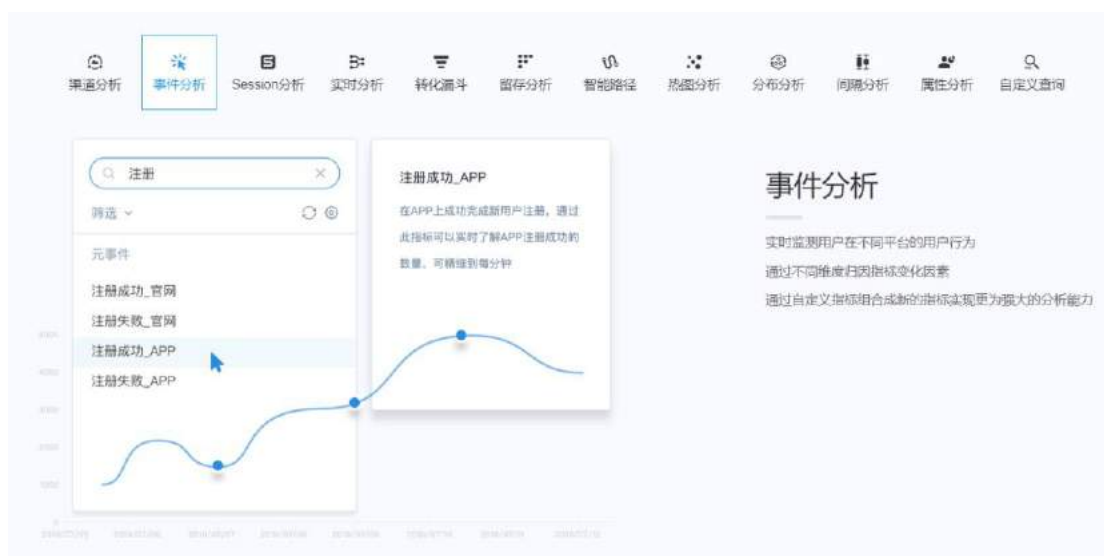 渠道分析
事件分析
Session分析
实时分析
转化漏斗
留存分析
智能路径
热图分析
分布分析
间隔分析
属性分析
自定义查询
注册
筛选
元事件
注册成功_官网
注册失败_官网
注册成功_APP
注册失败_APP
注册成功_APP
在APP上成功完成新用户注册，通过
此指标可以实时了解APP注册成功的
数量，可精细到每分钟
事件分析
实时监测用户在不同平台的用户行为
通过不同维度归因指标变化因素
通过自定义指标组合成新的指标实现更为强大的分析能力